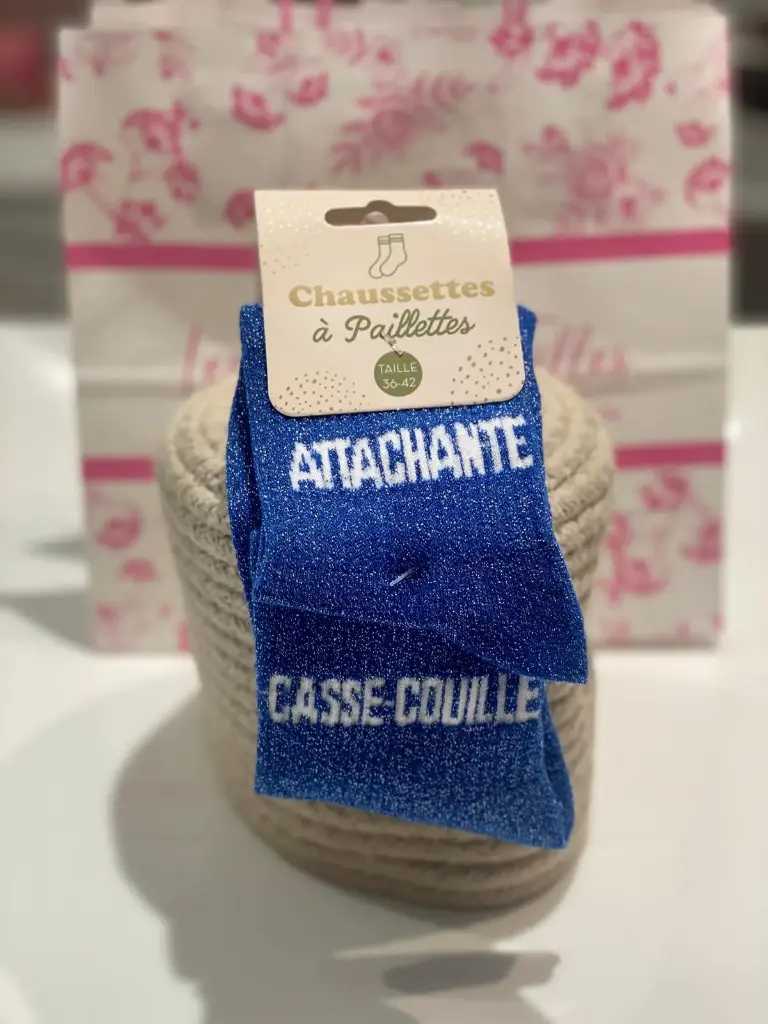 Chaussettes
à Paillettes
TAILLE
36-42
ATTACHANTE
CASSE-COUILLE